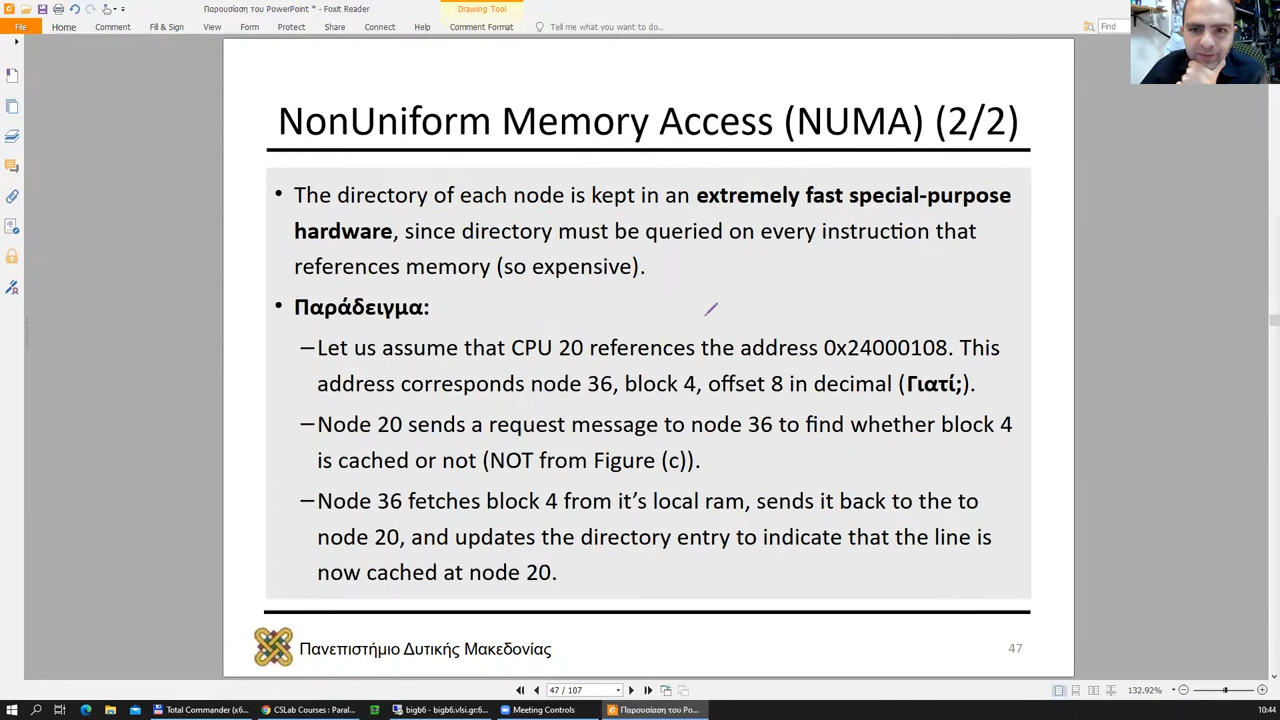 Παρουσίαση του PowerPoint * - Foxit Reader
Drawing Tool
File
Home
Fill & Sign
Form
Protect
Share
Connect
Help
Comment Format
Tell me what you want to do..
Find
NonUniform Memory Access (NUMA) (2/2)
• The directory of each node is kept in an extremely fast special-purpose
hardware, since directory must be queried on every instruction that
references memory (so expensive).
• Παράδειγμα:
–Let us assume that CPU 20 references the address 0x24000108. This
address corresponds node 36, block 4, offset 8 in decimal (Γιατί;).
–Node 20 sends a request message to node 36 to find whether block 4
is cached or not (NOT from Figure (c)).
–Node 36 fetches block 4 from it’s local ram, sends it back to the to
node 20, and updates the directory entry to indicate that the line is
now cached at node 20.
Πανεπιστήμιο Δυτικής Μακεδονίας
47
47 / 107
132.92%
Total Commander (x6...
CSLab Courses : Paral...
bigb6 - bigb6.vlsi.gr:6...
Meeting Controls
Παρουσίαση του Po...
10:44